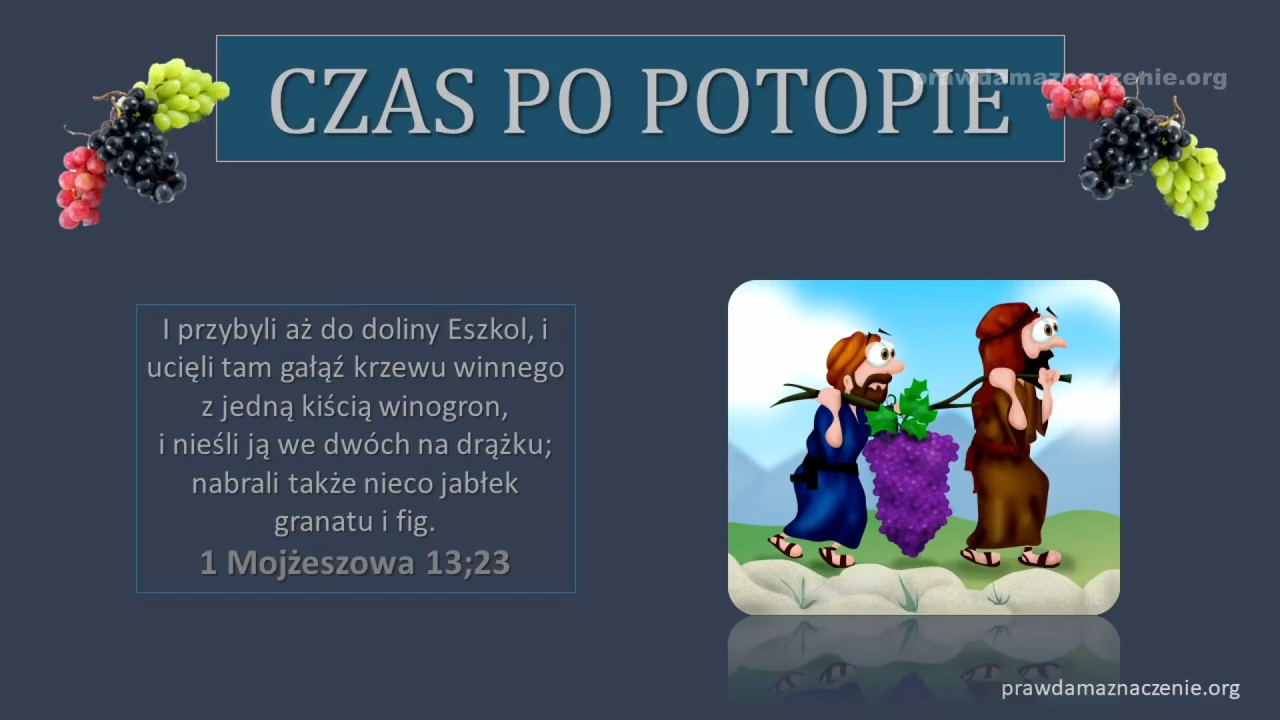 prawdamaznaczenie.org
CZAS PO POTOPIE
I przybyli aż do doliny Eszkol, i
ucięli tam gałąź krzewu winnego
z jedną kiścią winogron,
i nieśli ją we dwóch na drążku;
nabrali także nieco jabłek
granatu i fig.
1 Mojżeszowa 13;23
prawdamaznaczenie.org